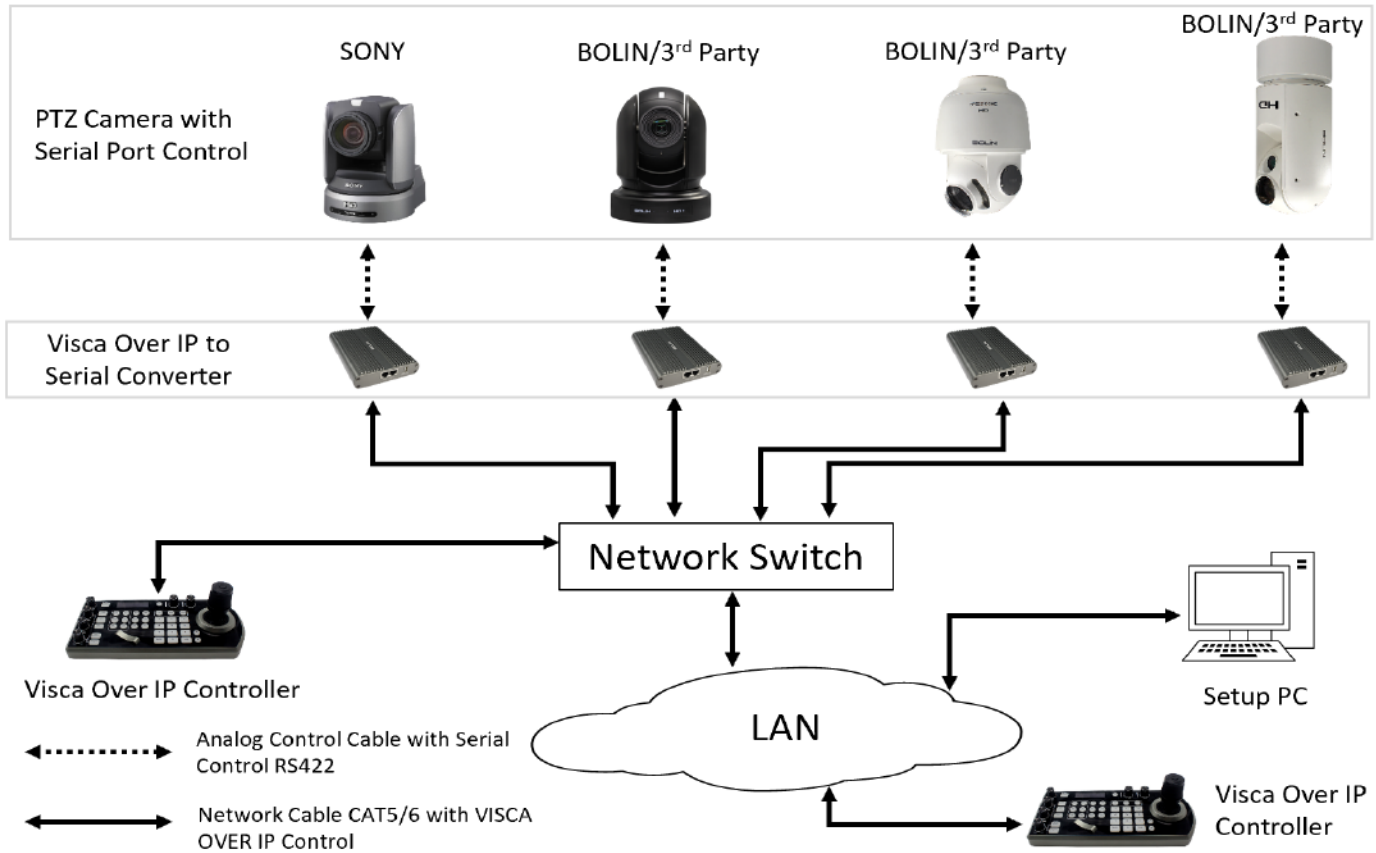 BOLIN/3rd Party
SONY
BOLIN/3rd Party
BOLIN/3rd Party
PTZ Camera with
Serial Port Control
SONY
HD
BOLIN
Visca Over IP to
Serial Converter
Network Switch
Visca Over IP Controller
Setup PC
LAN
Analog Control Cable with Serial
Control RS422
Network Cable CAT5/6 with VISCA
OVER IP Control
Visca Over IP
Controller